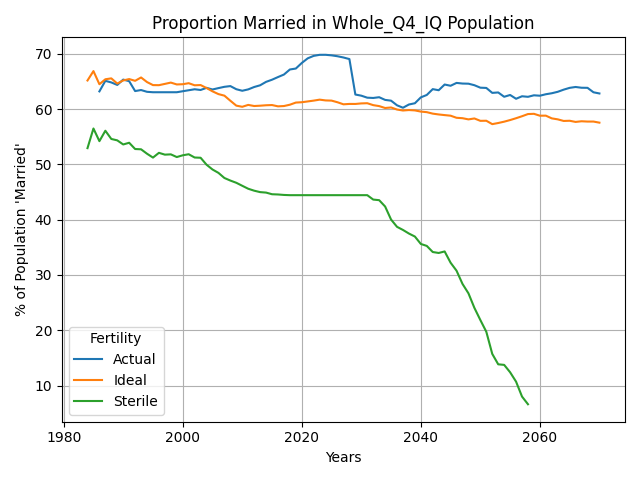 Proportion Married in Whole_Q4_IQ Population
% of Population 'Married'
70
60
50
40
30
20
10
Fertility
Actual
Ideal
Sterile
1980 2000 2020 2040 2060
Years